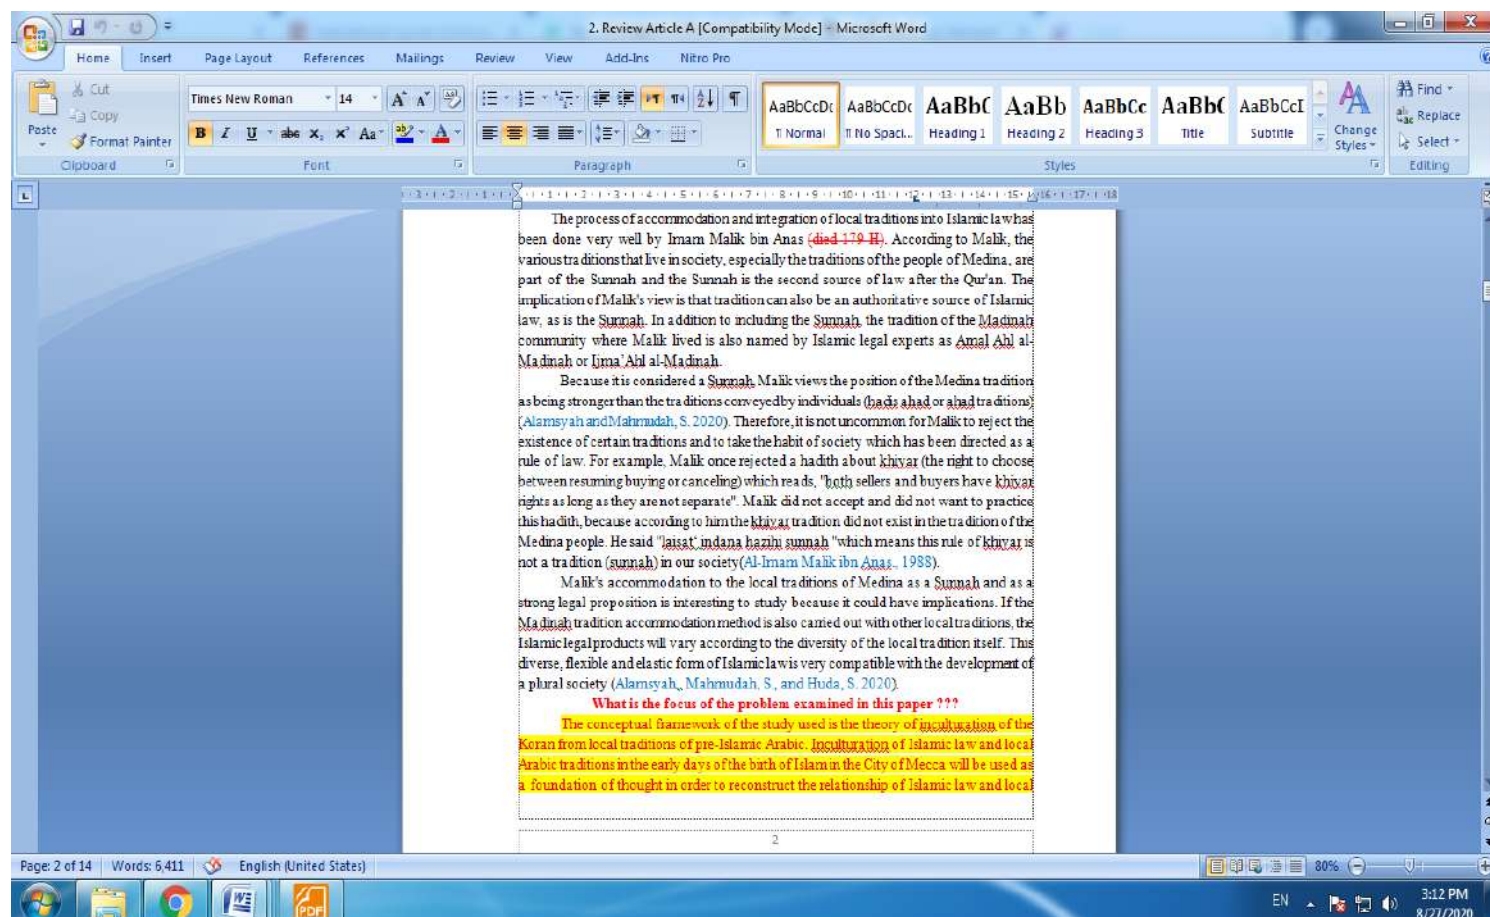 2. Review Article A [Compatibility Mode] - Microsoft Word
Home Insert Page Layout References Mailings Review View Add-Ins Nitro Pro
Cut
Copy
Paste
Format Painter
Times New Roman 14
B I U abc X₂ X² Aa
AaBbCcDc AaBbCcDc AaBbC AaBb AaBbCc AaBbC AaBbCcI
¶ Normal ¶ No Spaci... Heading 1 Heading 2 Heading 3 Title Subtitle
Change Styles
Find
Replace
Select
Clipboard Font Paragraph Styles Editing
The process of accommodation and integration of local traditions into Islamic law has
been done very well by Imam Malik bin Anas (died 179 H). According to Malik, the
various traditions that live in society, especially the traditions of the people of Medina, are
part of the Sunnah and the Sunnah is the second source of law after the Qur'an. The
implication of Malik's view is that tradition can also be an authoritative source of Islamic
law, as is the Sunnah. In addition to including the Sunnah, the tradition of the Madinah
community where Malik lived is also named by Islamic legal experts as Amal Ahl al-
Madinah or Ijma'Ahl al-Madinah.
Because it is considered a Sunnah, Malik views the position of the Medina tradition
as being stronger than the traditions conveyed by individuals (hadis ahad or ahad traditions)
(Alamsyah and Mahmudah, S. 2020). Therefore, it is not uncommon for Malik to reject the
existence of certain traditions and to take the habit of society which has been directed as a
rule of law. For example, Malik once rejected a hadith about khiyar (the right to choose
between resuming buying or canceling) which reads, "both sellers and buyers have khiyar
rights as long as they are not separate". Malik did not accept and did not want to practice
this hadith, because according to him the khiyar tradition did not exist in the tradition of the
Medina people. He said "laisat' indana hazihi sunnah "which means this rule of khiyar is
not a tradition (sunnah) in our society(Al-Imam Malik ibn Anas., 1988).
Malik's accommodation to the local traditions of Medina as a Sunnah and as a
strong legal proposition is interesting to study because it could have implications. If the
Madinah tradition accommodation method is also carried out with other local traditions, the
Islamic legal products will vary according to the diversity of the local tradition itself. This
diverse, flexible and elastic form of Islamic law is very compatible with the development of
a plural society (Alamsyah,, Mahmudah, S., and Huda, S. 2020).
What is the focus of the problem examined in this paper ???
The conceptual framework of the study used is the theory of inculturation of the
Koran from local traditions of pre-Islamic Arabic. Inculturation of Islamic law and local
Arabic traditions in the early days of the birth of Islam in the City of Mecca will be used as
a foundation of thought in order to reconstruct the relationship of Islamic law and local
2
Page: 2 of 14 Words: 6,411 English (United States) 80%
PDF
EN 3:12 PM
8/27/2020